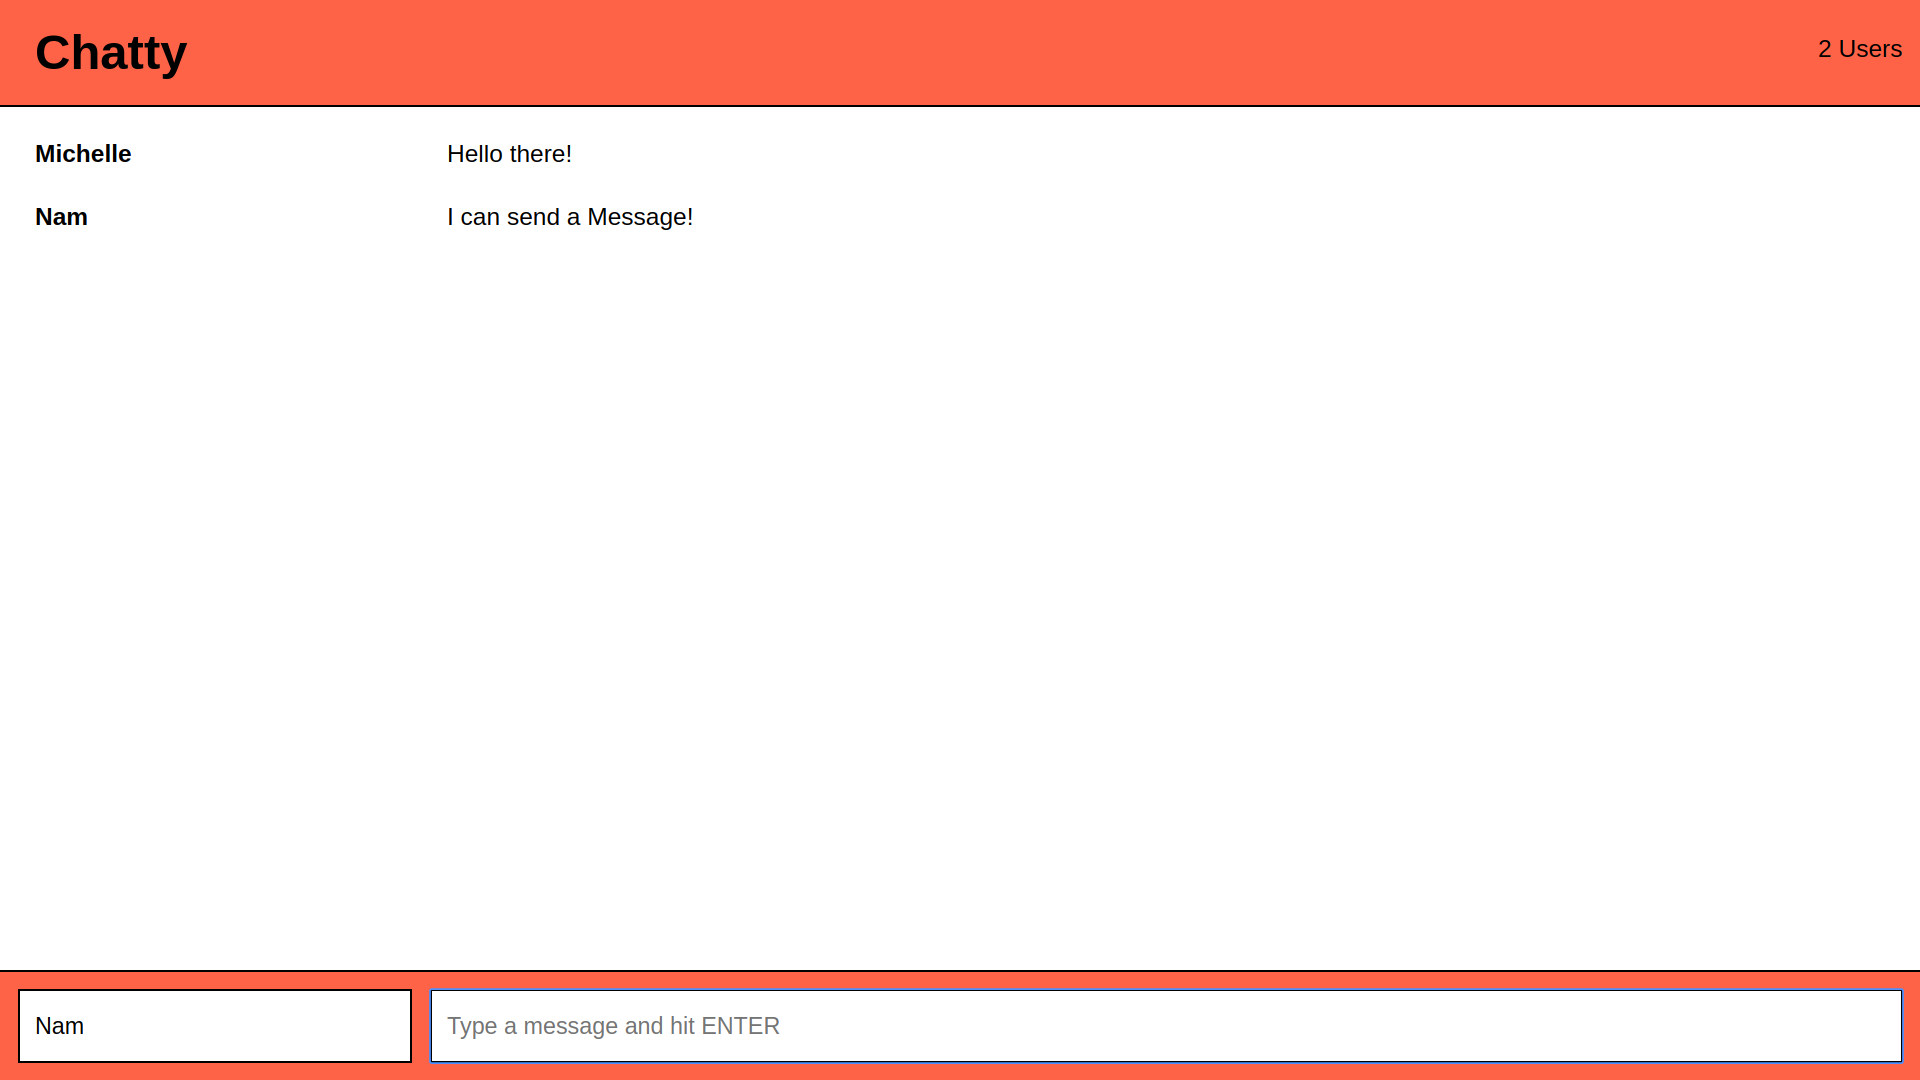 Chatty
2 Users
Michelle Hello there!
Nam I can send a Message!
Nam Type a message and hit ENTER